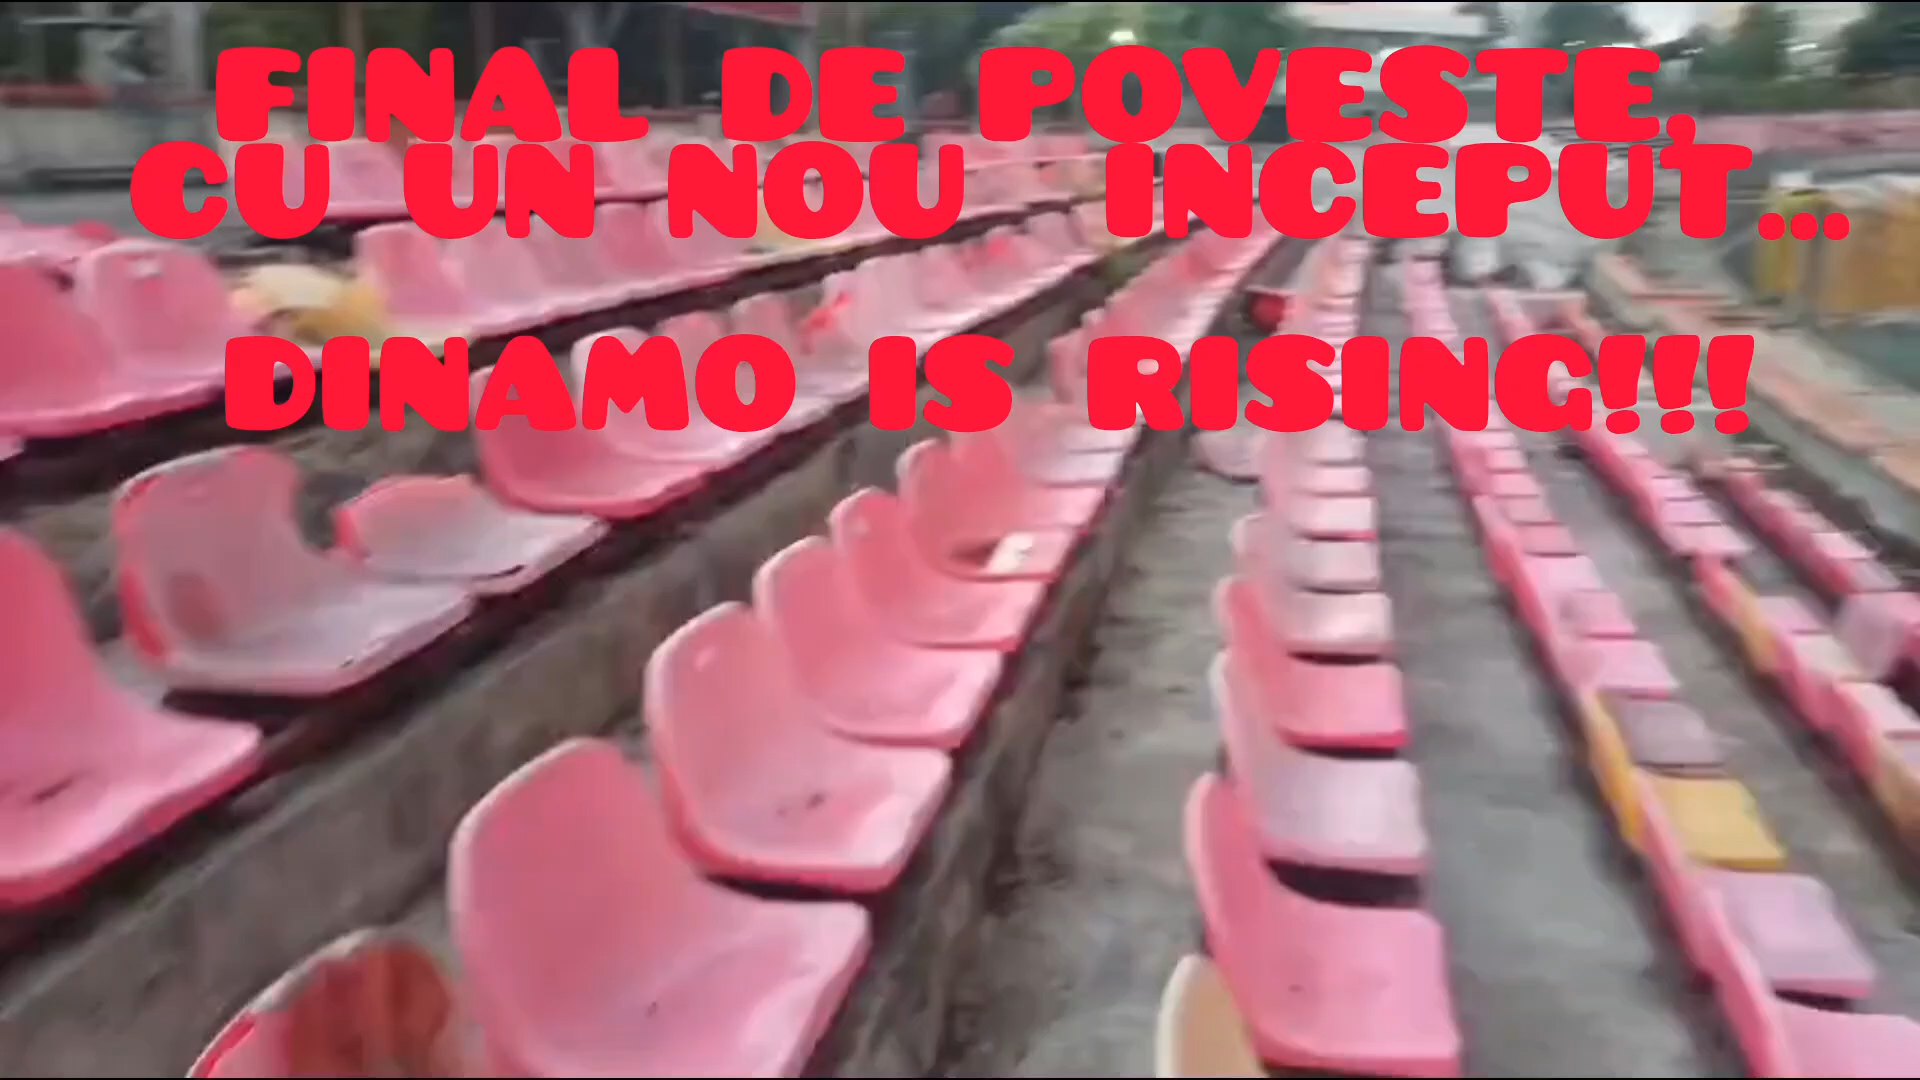 FINAL DE POVESTE,
CU UN NOU INCEPUT...
DINAMO IS RISING!!!